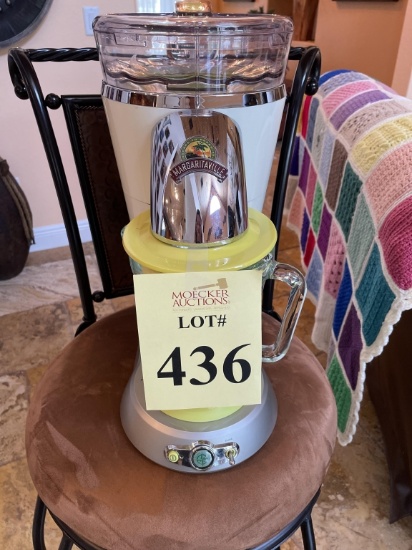 MARGARITAVILLE
MOECKER
AUCTIONS
LOT#
436